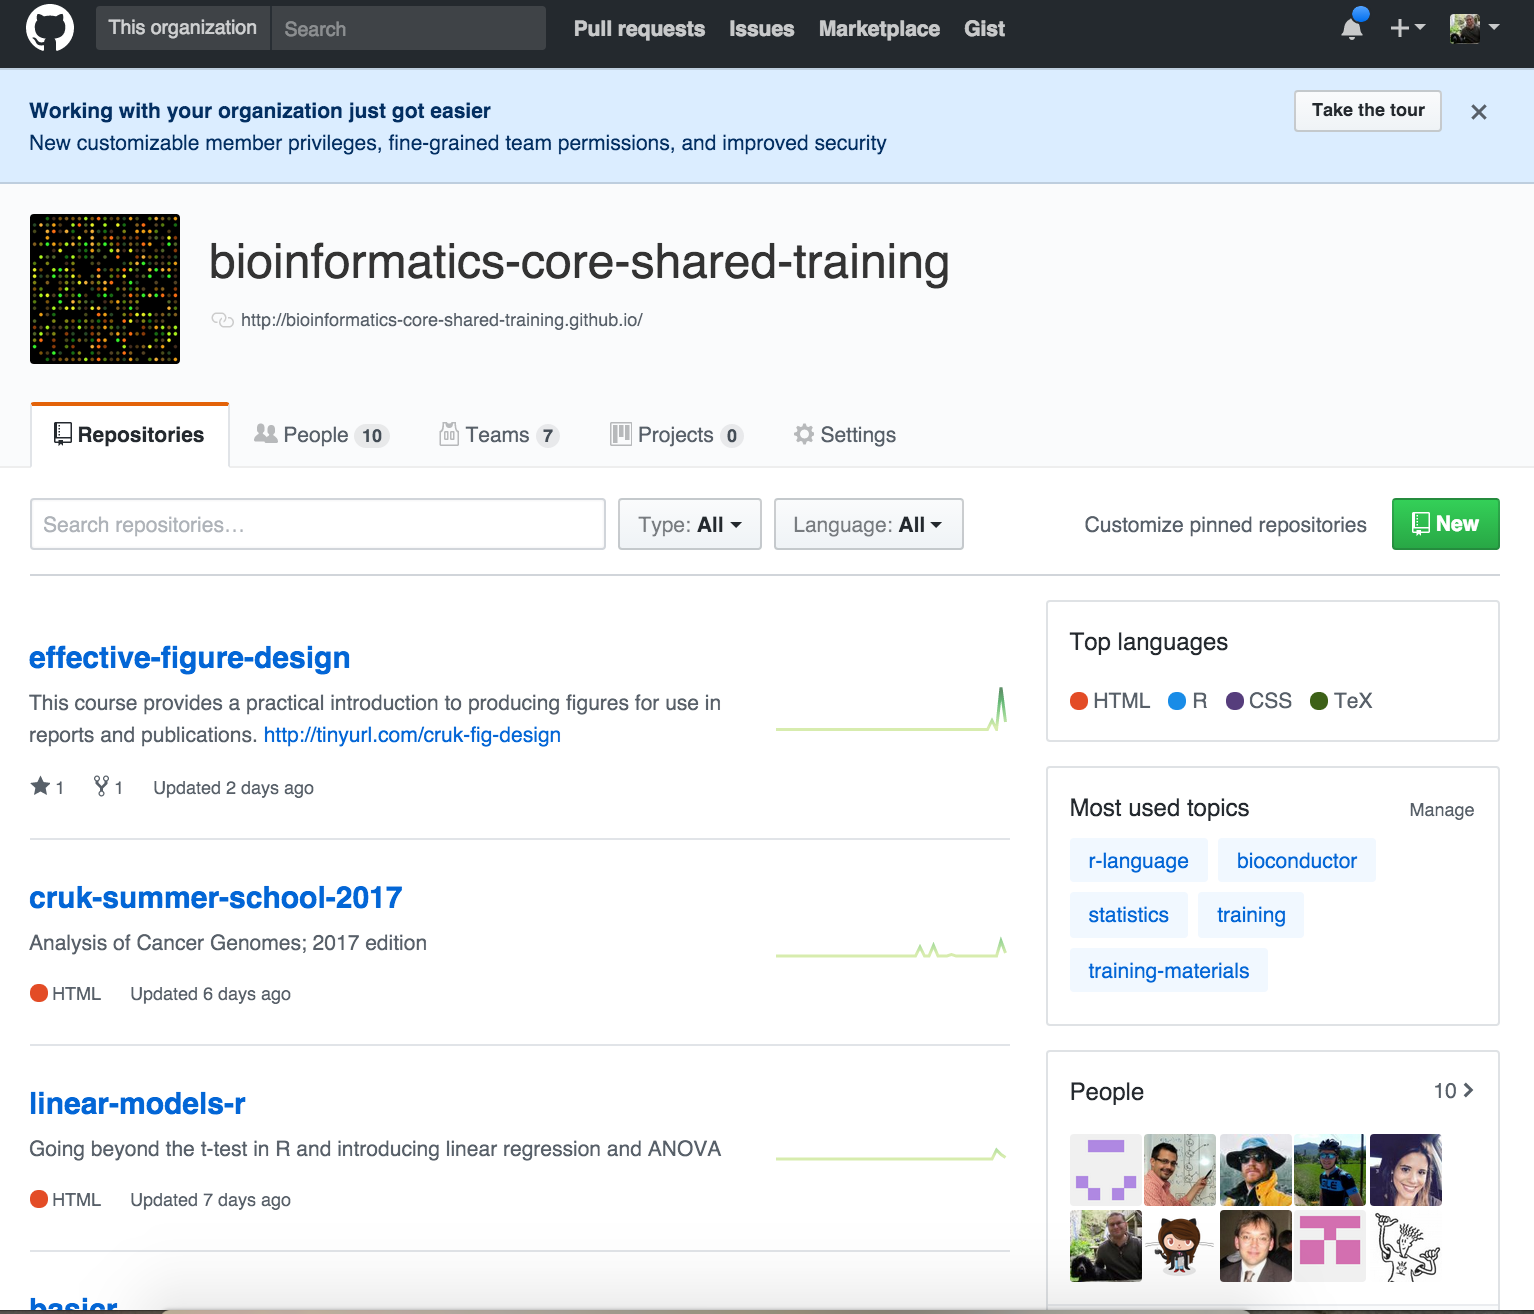 This organization Search Pull requests Issues Marketplace Gist
Working with your organization just got easier
Take the tour
New customizable member privileges, fine-grained team permissions, and improved security
bioinformatics-core-shared-training
http://bioinformatics-core-shared-training.github.io/
Repositories People 10 Teams 7 Projects 0 Settings
Search repositories... Type: All Language: All Customize pinned repositories New
effective-figure-design
This course provides a practical introduction to producing figures for use in
reports and publications. http://tinyurl.com/cruk-fig-design
1 1 Updated 2 days ago
cruk-summer-school-2017
Analysis of Cancer Genomes; 2017 edition
HTML Updated 6 days ago
linear-models-r
Going beyond the t-test in R and introducing linear regression and ANOVA
HTML Updated 7 days ago
Top languages
HTML R CSS TeX
Most used topics Manage
r-language bioconductor
statistics training
training-materials
People 10